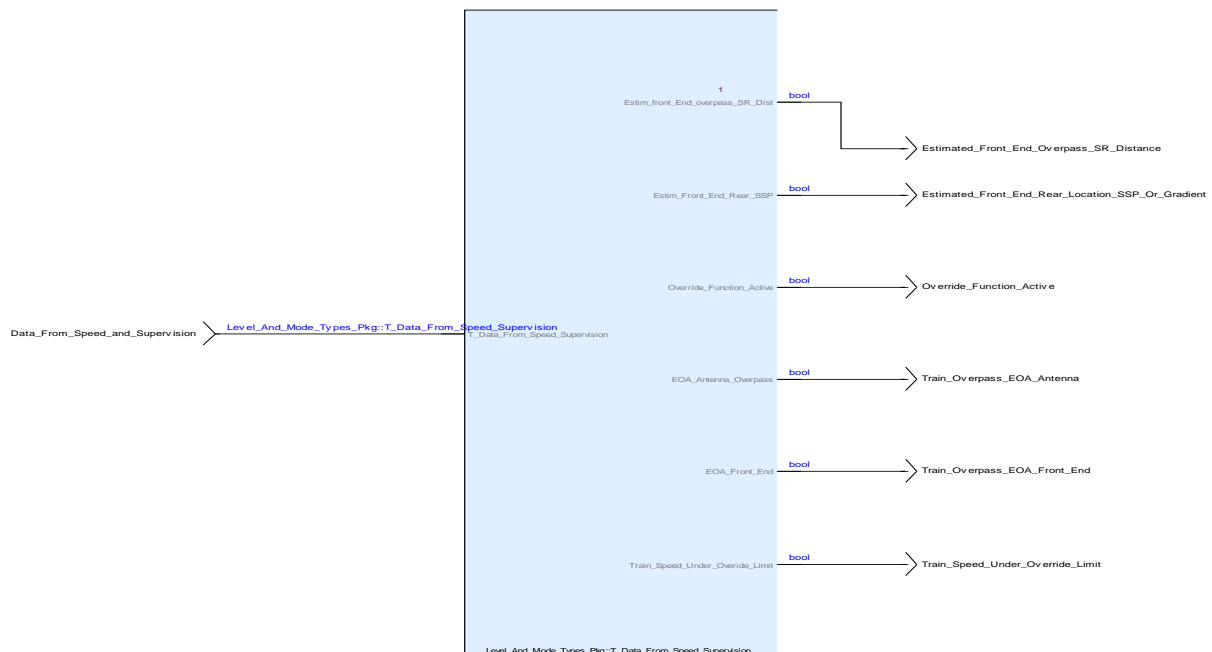 1
Estim_front_End_overpass_SR_Dist
bool
Estimated_Front_End_Overpass_SR_Distance
Estim_Front_End_Rear_SSP
bool
Estimated_Front_End_Rear_Location_SSP_Or_Gradient
Override_Function_Active
bool
Override_Function_Active
Data_From_Speed_and_Supervision
Level_And_Mode_Types_Pkg::T_Data_From_Speed_Supervision
T_Data_From_Speed_Supervision
EOA_Antenna_Overpass
bool
Train_Overpass_EOA_Antenna
EOA_Front_End
bool
Train_Overpass_EOA_Front_End
Train_Speed_Under_Overide_Limit
bool
Train_Speed_Under_Override_Limit
Level_And_Mode_Types_Pkg::T_Data_From_Speed_Supervision